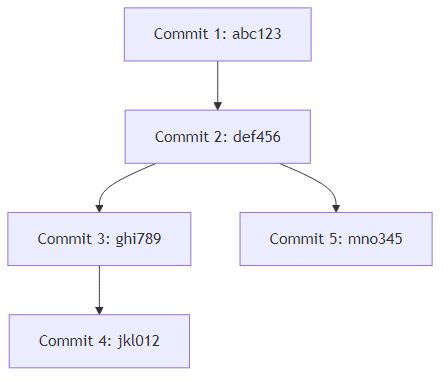 Commit 1: abc123
Commit 2: def456
Commit 3: ghi789
Commit 5: mno345
Commit 4: jkl012